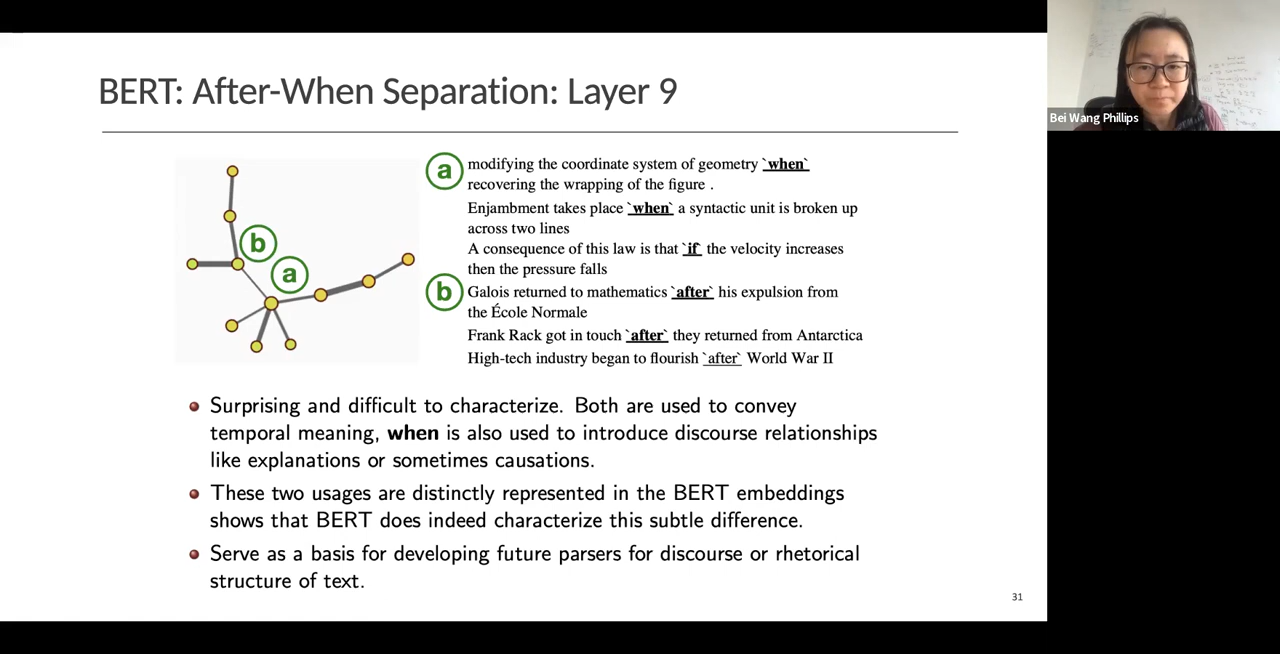 BERT: After-When Separation: Layer 9
Bei Wang Phillips
b
a
a
modifying the coordinate system of geometry `when`
recovering the wrapping of the figure .
Enjambment takes place `when` a syntactic unit is broken up
across two lines
A consequence of this law is that `if` the velocity increases
then the pressure falls
b
Galois returned to mathematics `after` his expulsion from
the École Normale
Frank Rack got in touch `after` they returned from Antarctica
High-tech industry began to flourish `after` World War II
Surprising and difficult to characterize. Both are used to convey
temporal meaning, when is also used to introduce discourse relationships
like explanations or sometimes causations.
These two usages are distinctly represented in the BERT embeddings
shows that BERT does indeed characterize this subtle difference.
Serve as a basis for developing future parsers for discourse or rhetorical
structure of text.
31